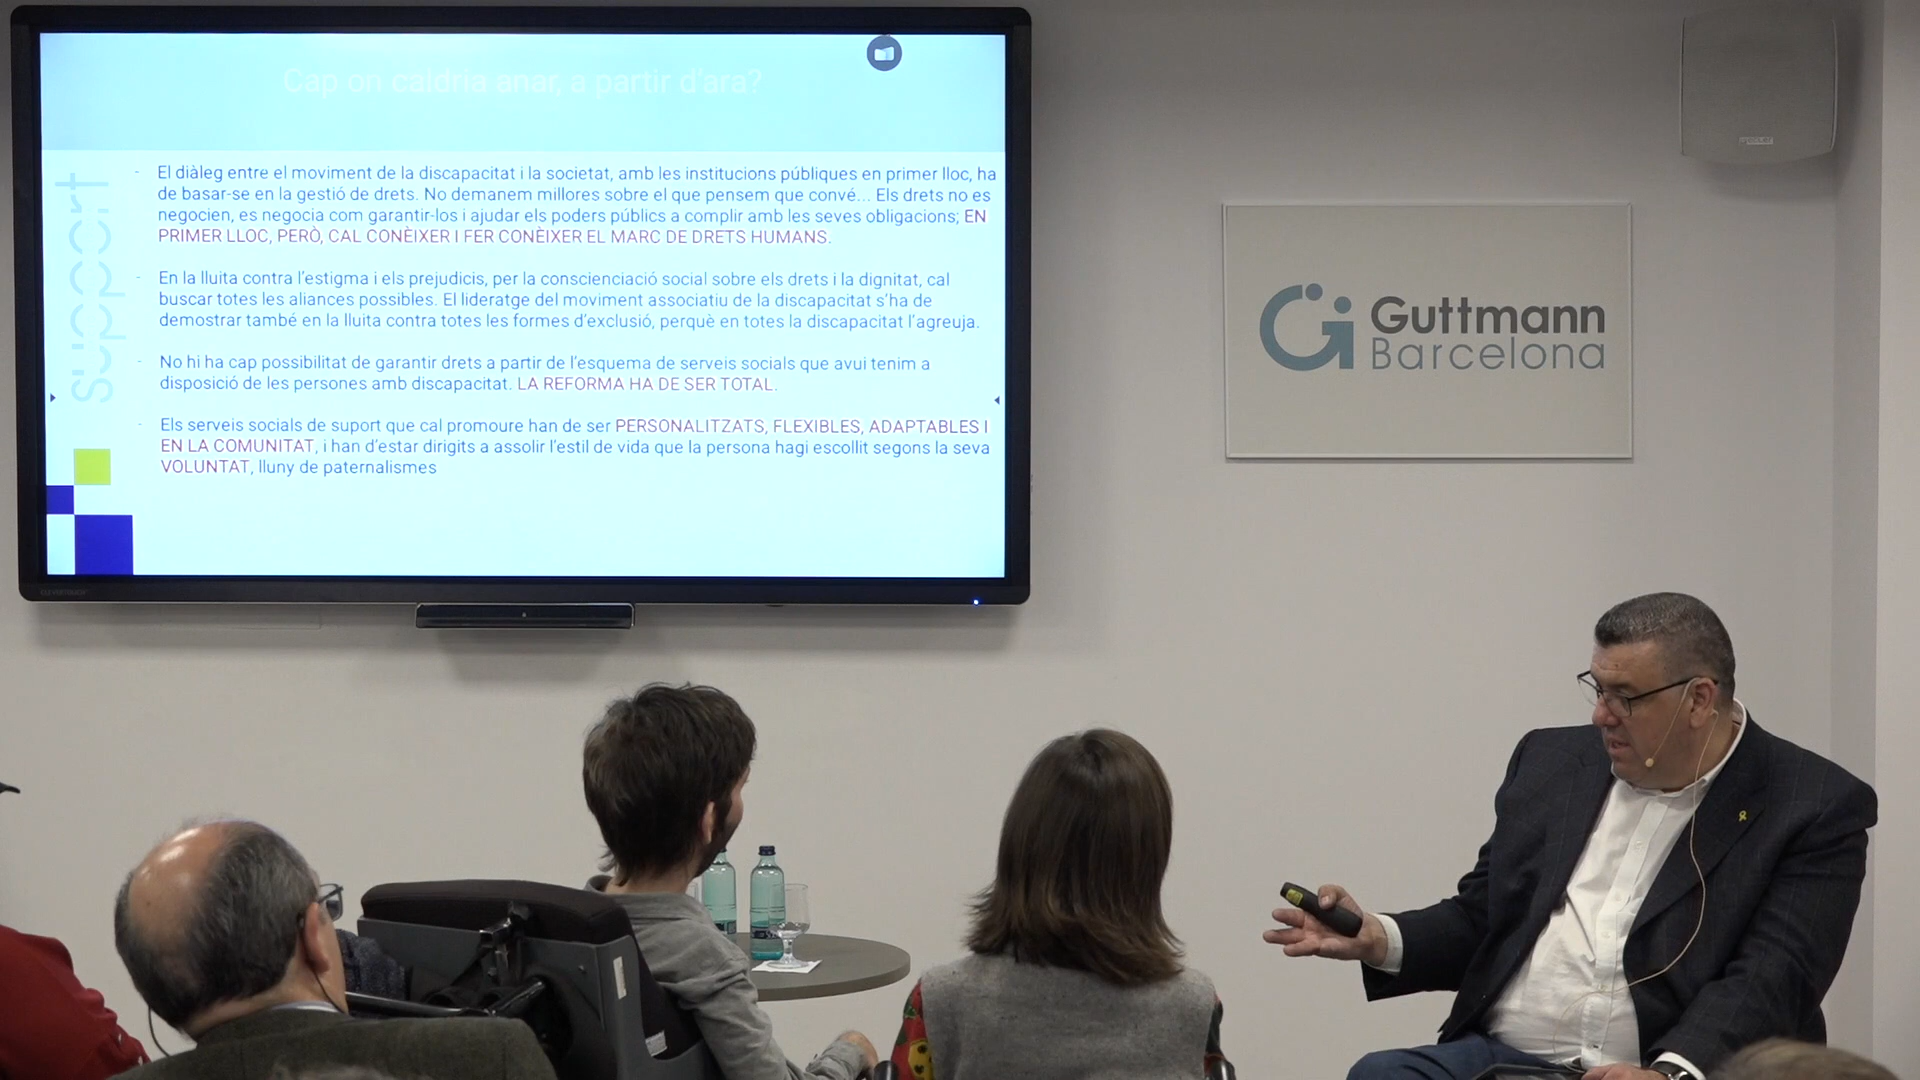 Cap on caldria anar, a partir d'ara?
support
- El diàleg entre el moviment de la discapacitat i la societat, amb les institucions públiques en primer lloc, ha
de basar-se en la gestió de drets. No demanem millores sobre el que pensem que convé... Els drets no es
negocien, es negocia com garantir-los i ajudar els poders públics a complir amb les seves obligacions; EN
PRIMER LLOC, PERÒ, CAL CONÈIXER I FER CONÈIXER EL MARC DE DRETS HUMANS.
- En la lluita contra l'estigma i els prejudicis, per la conscienciació social sobre els drets i la dignitat, cal
buscar totes les aliances possibles. El lideratge del moviment associatiu de la discapacitat s'ha de
demostrar també en la lluita contra totes les formes d'exclusió, perquè en totes la discapacitat l'agreuja.
- No hi ha cap possibilitat de garantir drets a partir de l'esquema de serveis socials que avui tenim a
disposició de les persones amb discapacitat. LA REFORMA HA DE SER TOTAL.
- Els serveis socials de suport que cal promoure han de ser PERSONALITZATS, FLEXIBLES, ADAPTABLES I
EN LA COMUNITAT, i han d'estar dirigits a assolir l'estil de vida que la persona hagi escollit segons la seva
VOLUNTAT, lluny de paternalismes
Guttmann
Barcelona